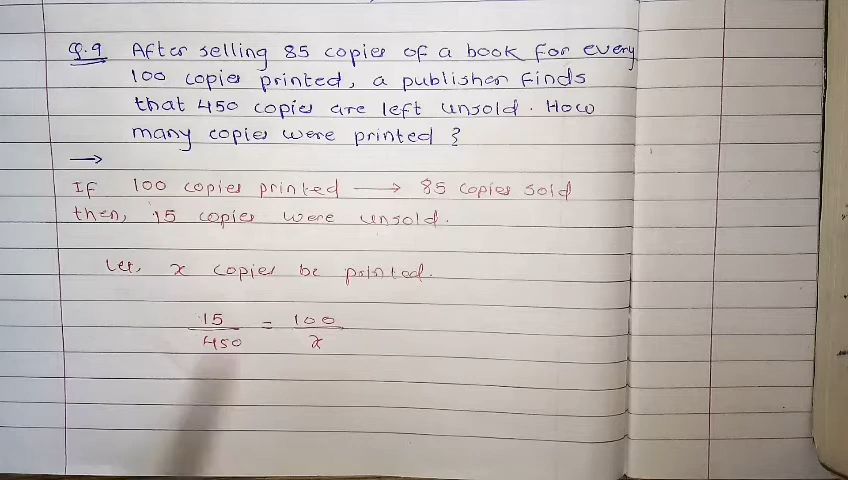 Q.9 After selling 85 copies of a book for every
100 copies printed, a publisher finds
that 450 copies are left unsold. How
many copies were printed ?
→
If 100 copies printed → 85 copies sold
then, 15 copies were unsold.
Let, x copies be printed.
15/450 = 100/x